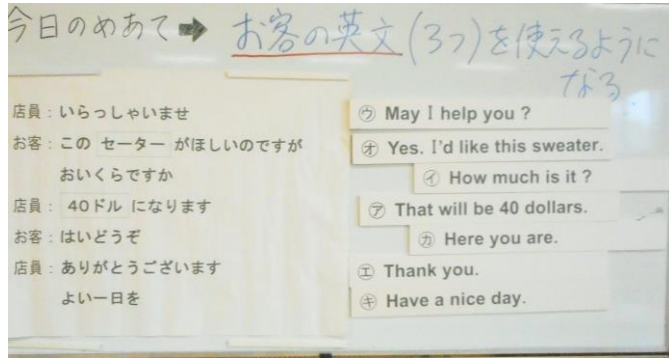 今日のめあて➡ お客の英文(3つ)を使えるように
なる
店員:いらっしゃいませ
㋒ May I help you ?
お客:この セーター がほしいのですが
㋔ Yes. I'd like this sweater.
おいくらですか
㋑ How much is it ?
店員: 40ドル になります
㋐ That will be 40 dollars.
お客:はいどうぞ
㋕ Here you are.
店員:ありがとうございます
㋓ Thank you.
よい一日を
㋖ Have a nice day.